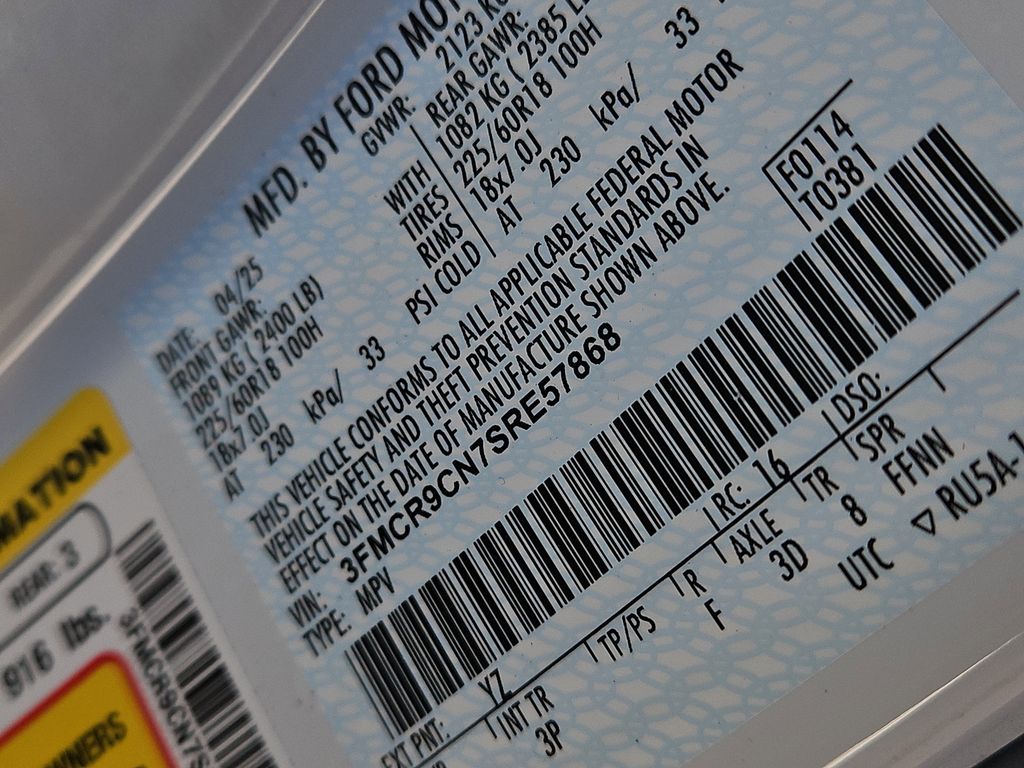 MFD. BY FORD
DATE: 04/25 GVWR: 2123
FRONT GAWR: REAR GAWR:
1089 KG ( 2400 LB) WITH 1082 KG ( 2385
225/60R18 100H TIRES 225/60R18 100H
18x7.0J RIMS 18x7.0J
AT 230 kPa/ 33 PSI COLD AT 230 kPa/ 33
THIS VEHICLE CONFORMS TO ALL APPLICABLE FEDERAL MOTOR
VEHICLE SAFETY AND THEFT PREVENTION STANDARDS IN
EFFECT ON THE DATE OF MANUFACTURE SHOWN ABOVE.
VIN: 3FMCR9CN7SRE57868
TYPE: MPV
F0114
T0381
EXT PNT: YZ RC: 16 DSO:
INT TR TP/PS R AXLE TR SPR
3P F 3D 8 FFNN
UTC ▽ RU5A-
MATION
REAR: 3
916 lbs.
3FMCR9CN7S
WNERS